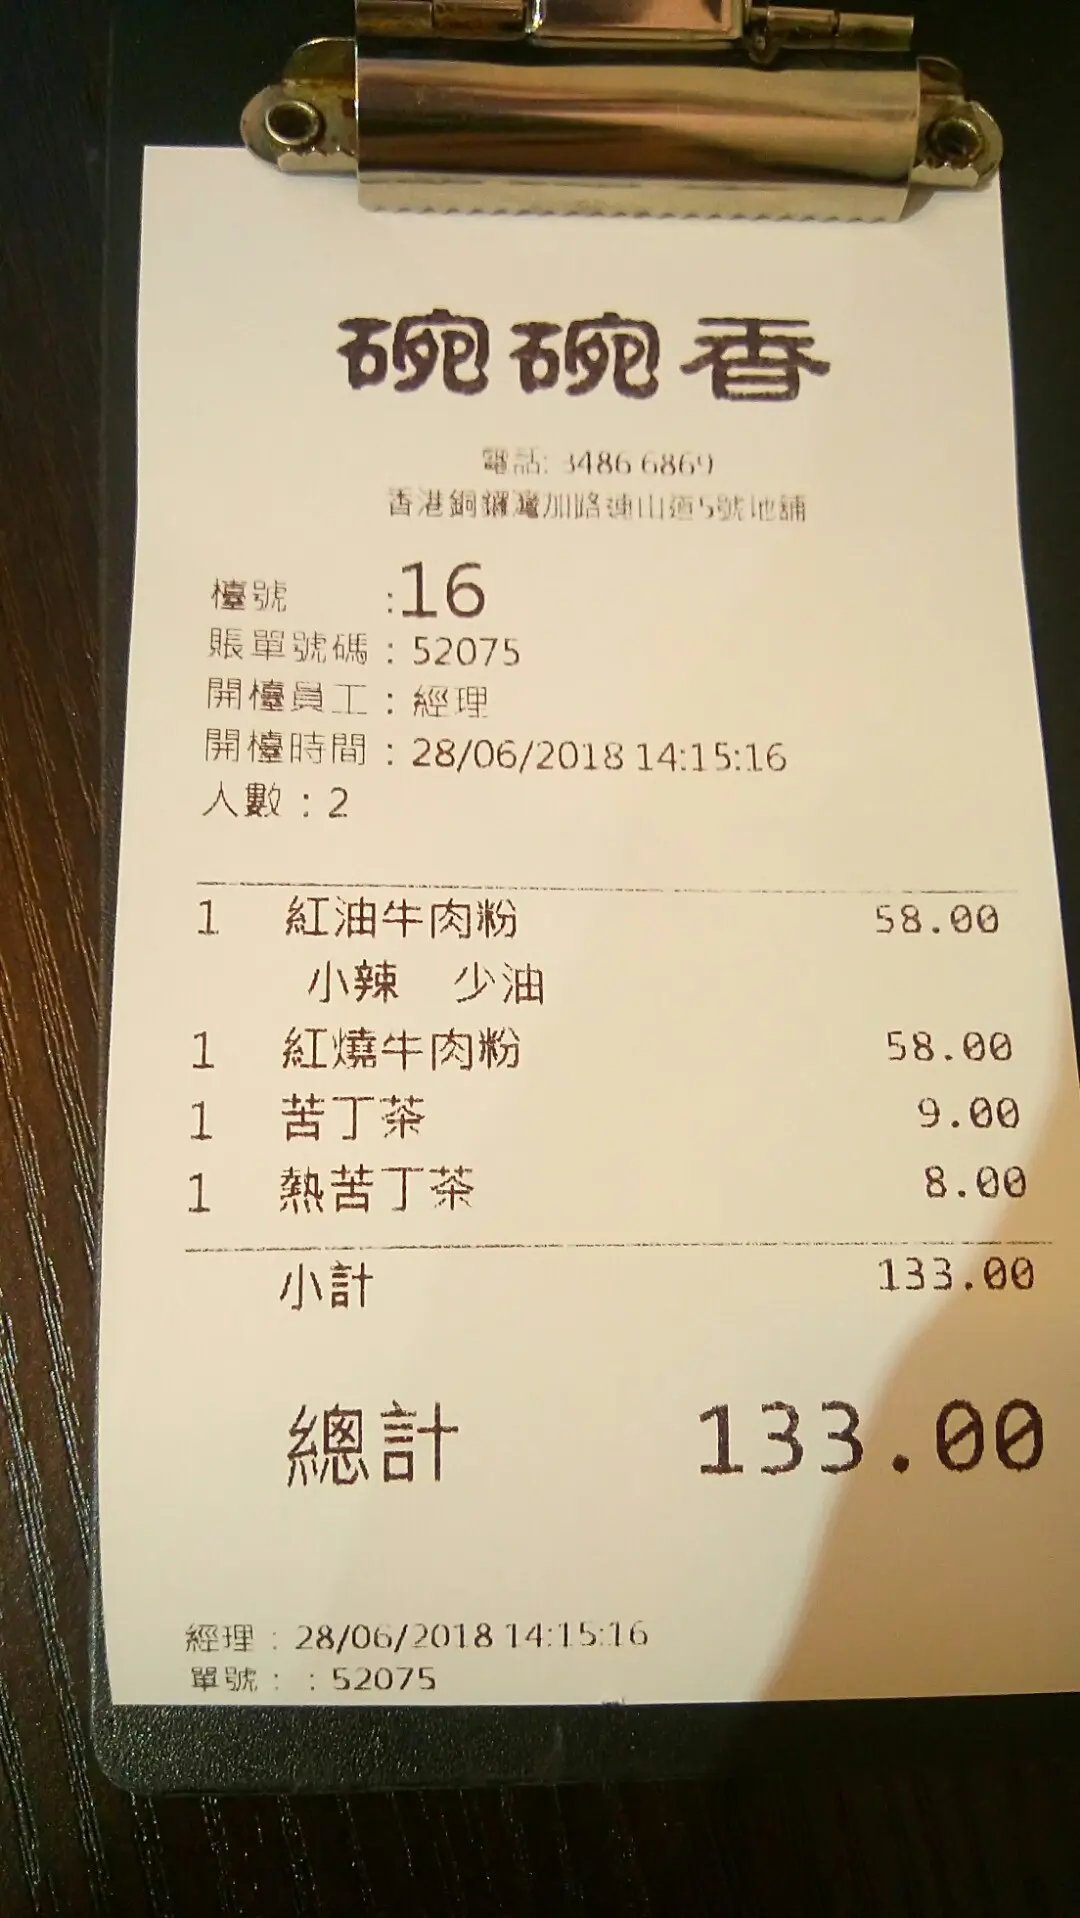 碗碗香
電話: 3486 6869
香港銅鑼灣加路連山道5號地舖
檯號 :16
賬單號碼 : 52075
開檯員工 : 經理
開檯時間 : 28/06/2018 14:15:16
人數 : 2
1 紅油牛肉粉 58.00
小辣 少油
1 紅燒牛肉粉 58.00
1 苦丁茶 9.00
1 熱苦丁茶 8.00
小計 133.00
總計 133.00
經理 : 28/06/2018 14:15:16
單號 : : 52075